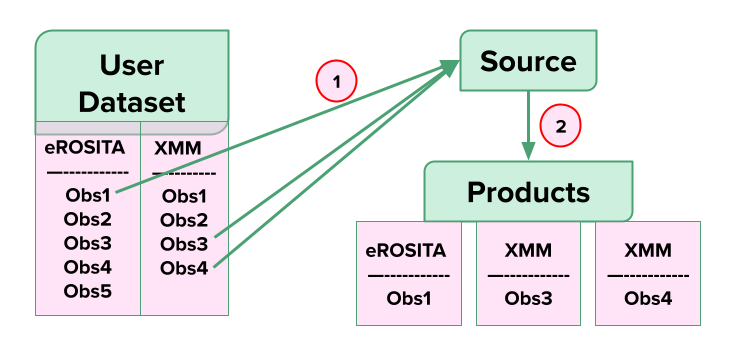 User
Dataset
eROSITA
Obs1
Obs2
Obs3
Obs4
Obs5
XMM
Obs1
Obs2
Obs3
Obs4
1
Source
2
Products
eROSITA
Obs1
XMM
Obs3
XMM
Obs4